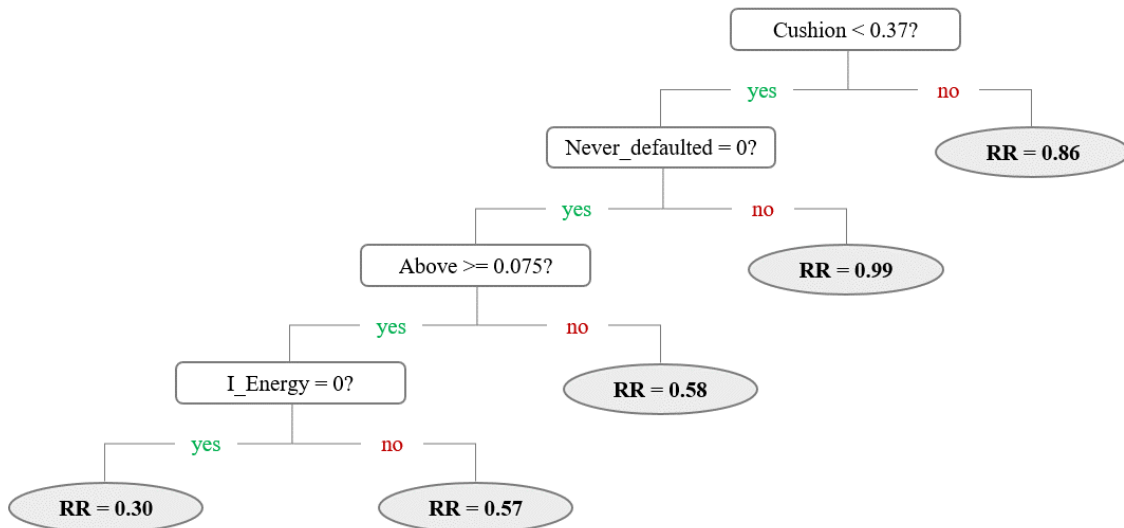 Cushion < 0.37?
yes
no
Never_defaulted = 0?
RR = 0.86
yes
no
Above >= 0.075?
RR = 0.99
yes
no
I_Energy = 0?
RR = 0.58
yes
no
RR = 0.30
RR = 0.57